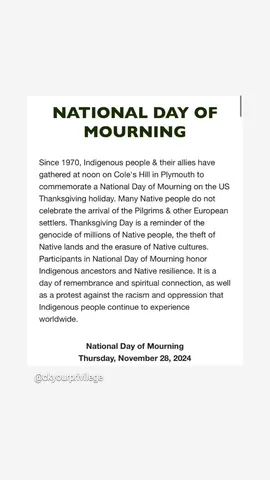 NATIONAL DAY OF
MOURNING
Since 1970, Indigenous people & their allies have
gathered at noon on Cole's Hill in Plymouth to
commemorate a National Day of Mourning on the US
Thanksgiving holiday. Many Native people do not
celebrate the arrival of the Pilgrims & other European
settlers. Thanksgiving Day is a reminder of the
genocide of millions of Native people, the theft of
Native lands and the erasure of Native cultures.
Participants in National Day of Mourning honor
Indigenous ancestors and Native resilience. It is a
day of remembrance and spiritual connection, as well
as a protest against the racism and oppression that
Indigenous people continue to experience
worldwide.
National Day of Mourning
Thursday, November 28, 2024
@ckyourprivilege